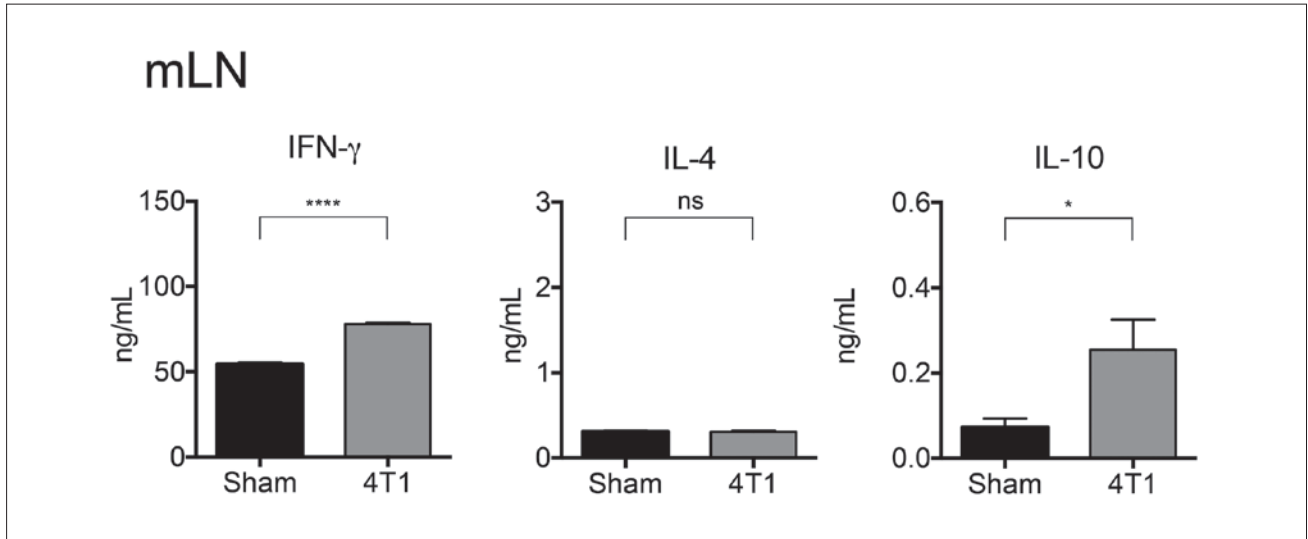 mLN
IFN-γ
150
100
50
0
ng/mL
****
Sham 4T1
IL-4
3
2
1
0
ng/mL
ns
Sham 4T1
IL-10
0.6
0.4
0.2
0.0
ng/mL
*
Sham 4T1